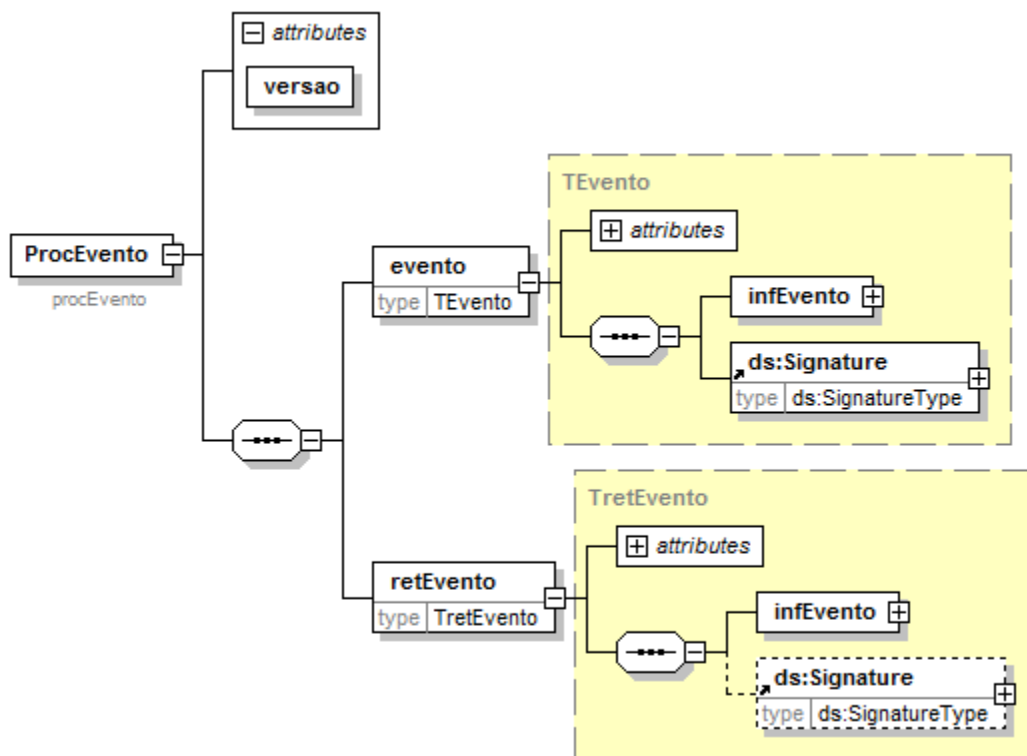 attributes
versao
ProcEvento
procEvento
TEvento
attributes
evento
type TEvento
infEvento
ds:Signature
type ds:SignatureType
TretEvento
attributes
retEvento
type TretEvento
infEvento
ds:Signature
type ds:SignatureType